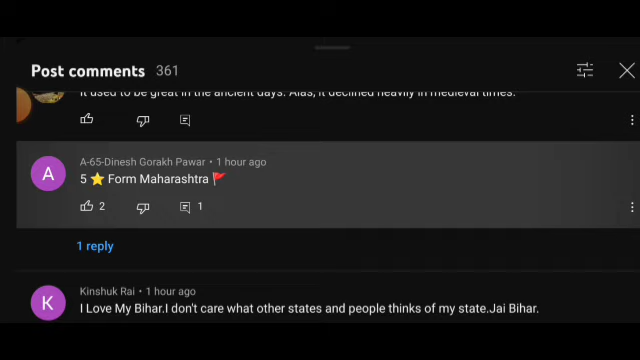 Post comments 361
It used to be great in the ancient days. Alas, it declined heavily in medieval times.
A A-65-Dinesh Gorakh Pawar • 1 hour ago
5 ⭐ Form Maharashtra 🚩
2 1
1 reply
K Kinshuk Rai • 1 hour ago
I Love My Bihar.I don't care what other states and people thinks of my state.Jai Bihar.